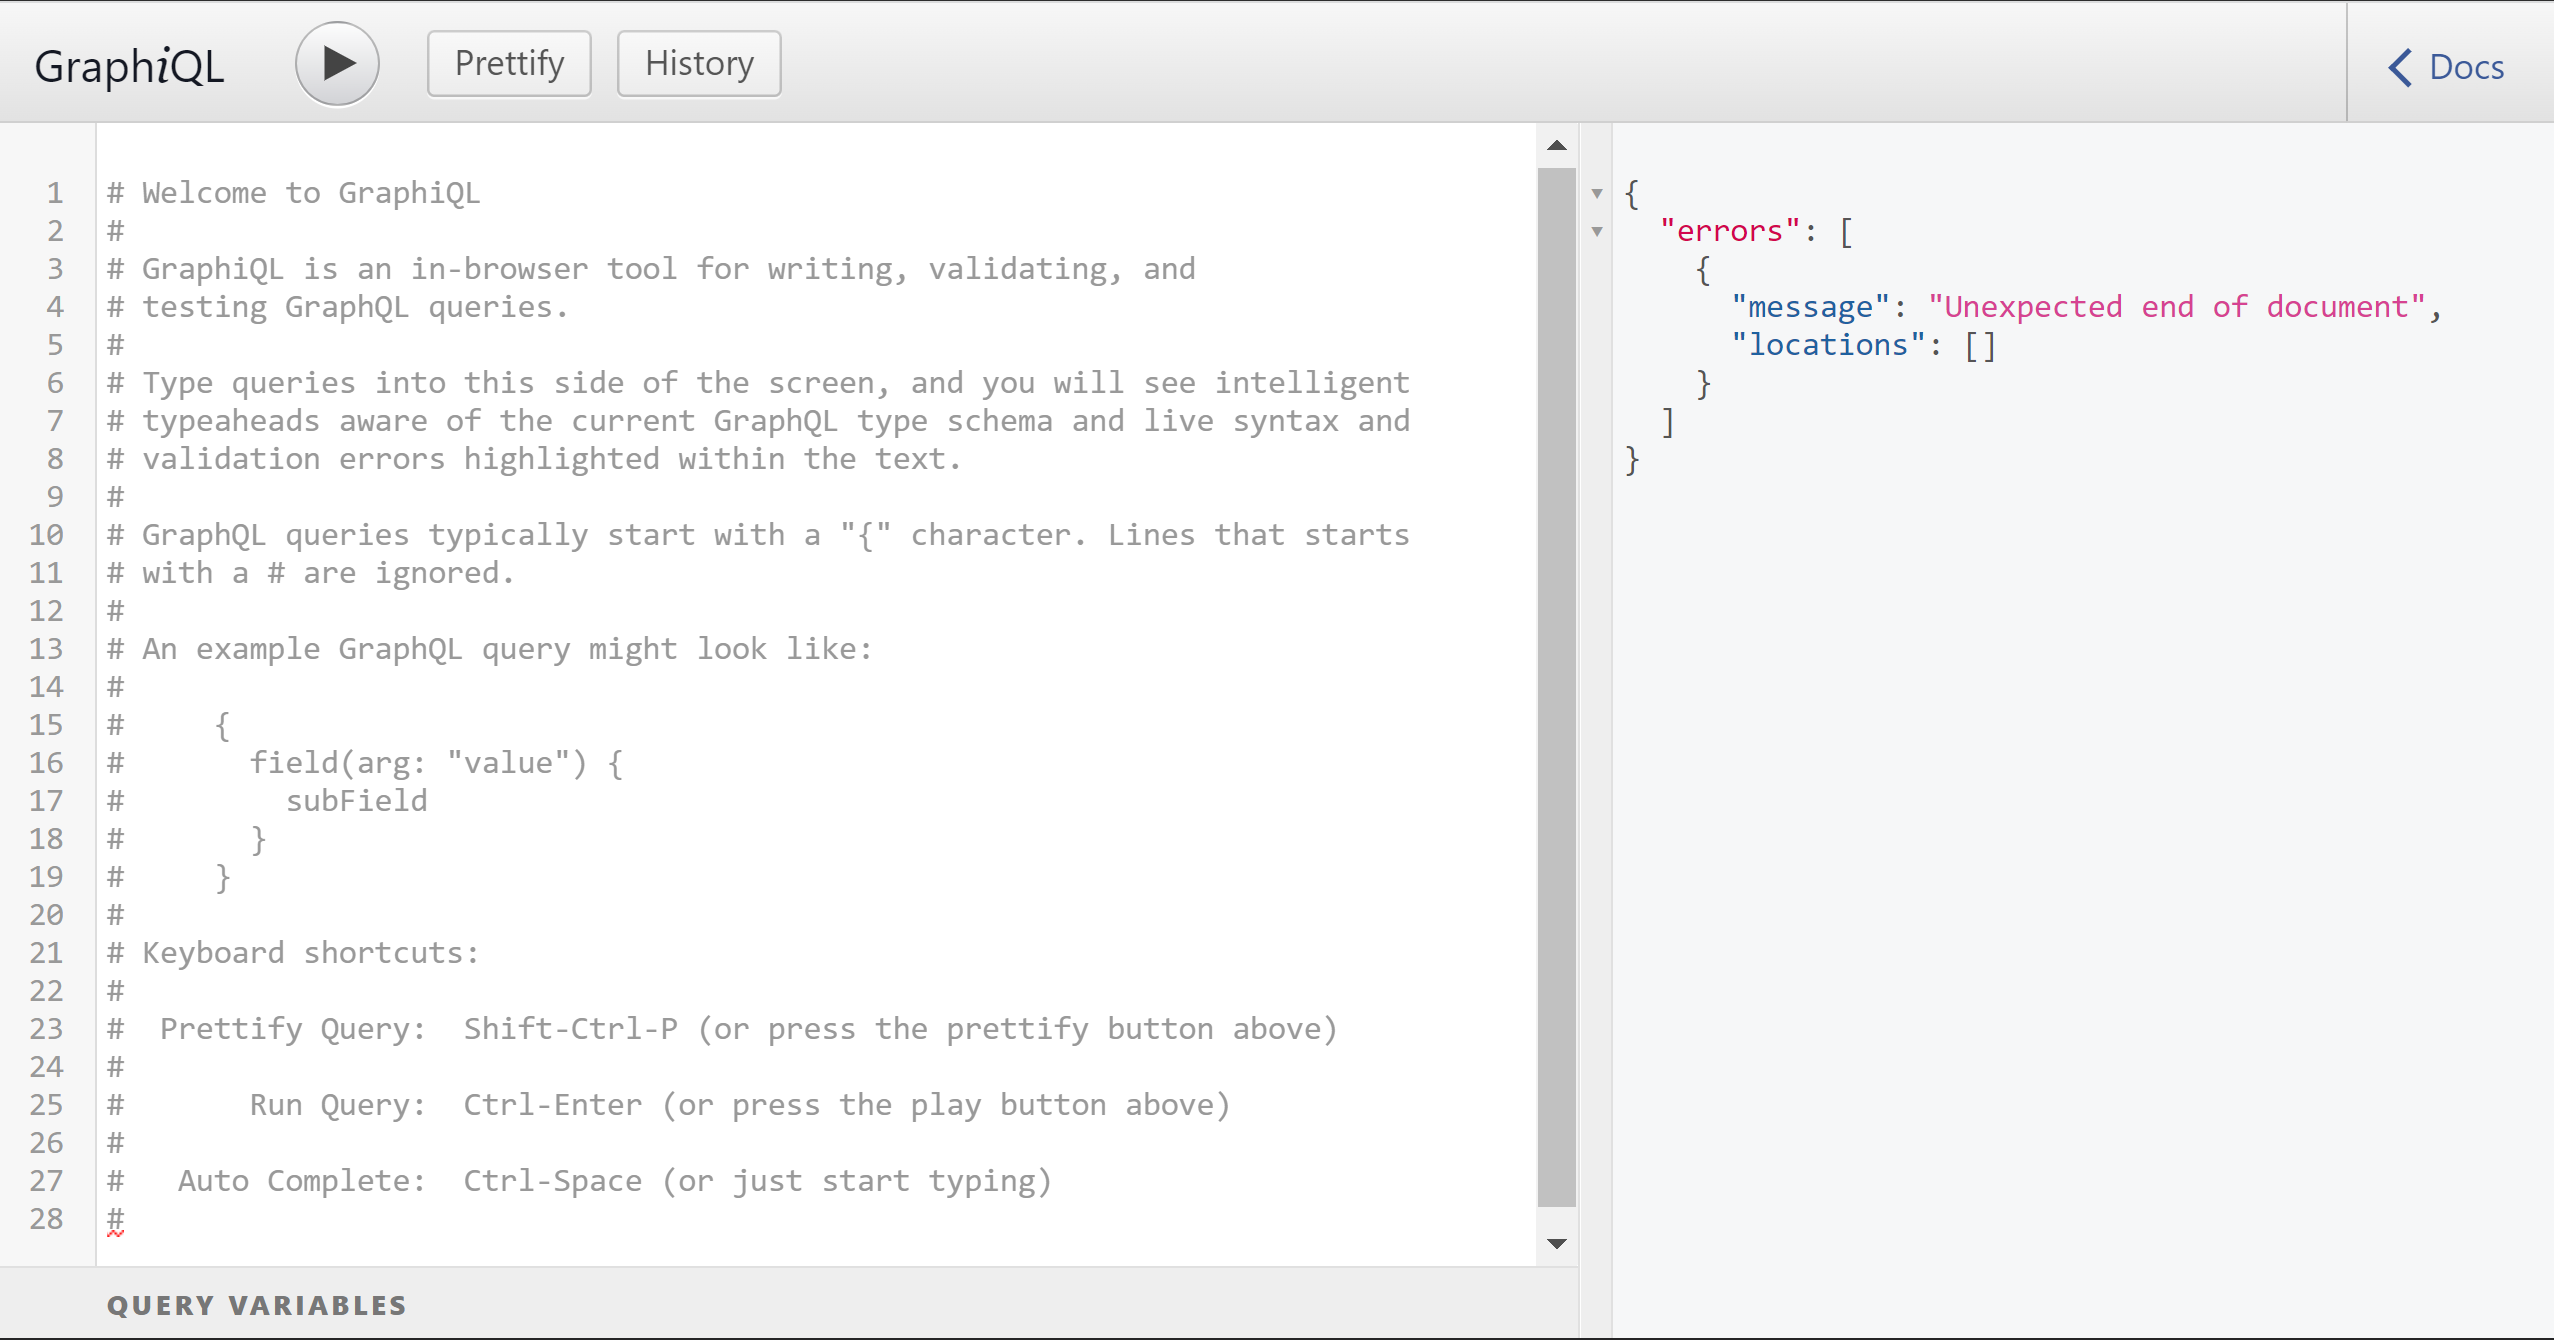 GraphiQL
Prettify
History
Docs
1 # Welcome to GraphiQL
2 #
3 # GraphiQL is an in-browser tool for writing, validating, and
4 # testing GraphQL queries.
5 #
6 # Type queries into this side of the screen, and you will see intelligent
7 # typeaheads aware of the current GraphQL type schema and live syntax and
8 # validation errors highlighted within the text.
9 #
10 # GraphQL queries typically start with a "{" character. Lines that starts
11 # with a # are ignored.
12 #
13 # An example GraphQL query might look like:
14 #
15 #     {
16 #       field(arg: "value") {
17 #         subField
18 #       }
19 #     }
20 #
21 # Keyboard shortcuts:
22 #
23 #  Prettify Query:  Shift-Ctrl-P (or press the prettify button above)
24 #
25 #       Run Query:  Ctrl-Enter (or press the play button above)
26 #
27 #   Auto Complete:  Ctrl-Space (or just start typing)
28 #
QUERY VARIABLES
{
  "errors": [
    {
      "message": "Unexpected end of document",
      "locations": []
    }
  ]
}